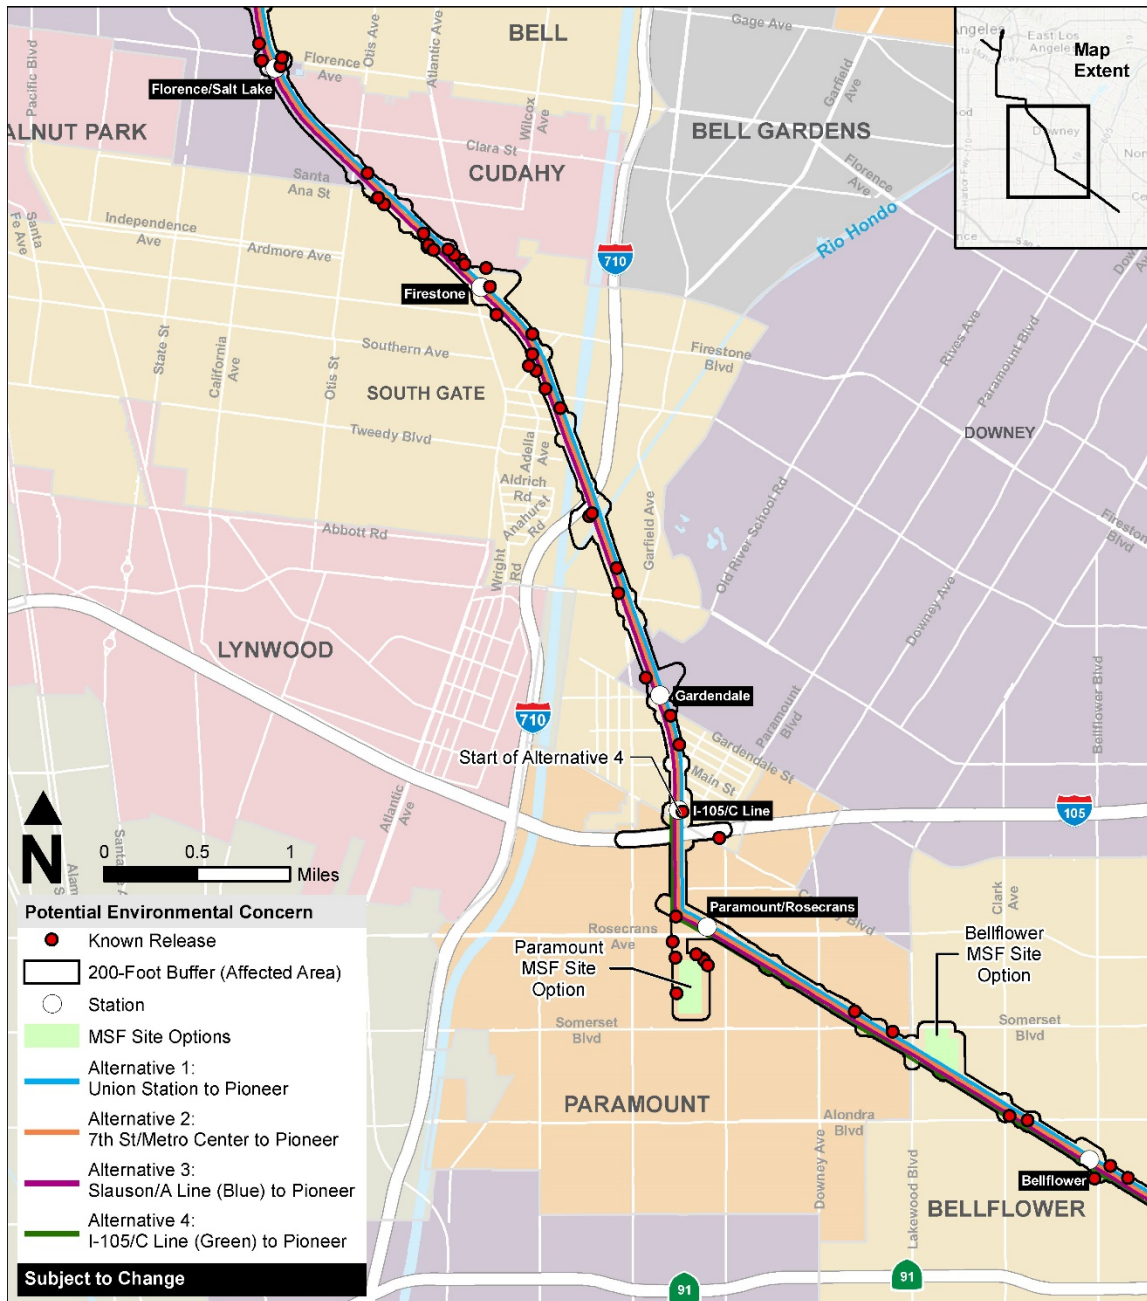 BELL
Gage Ave
Otis Ave
Atlantic Ave
Pacific Blvd
Florence
Ave
Florence/Salt Lake
Wilcox
Ave
Garfield
Ave
ALNUT PARK
BELL GARDENS
Clara St
CUDAHY
Florence
Ave
Santa
Ana St
Santa
Fe Ave
Independence
Ave
Ardmore Ave
Rio Hondo
710
Firestone
State St
California
Ave
Otis St
Southern Ave
Firestone
Blvd
Rives Ave
Paramount Blvd
SOUTH GATE
Tweedy Blvd
Adella
Ave
DOWNEY
Aldrich
Rd
Anahurst
Rd
Abbott Rd
Wright
Rd
Garfield Ave
Old River School Rd
Firestone
Blvd
Downey Ave
LYNWOOD
Bellflower Blvd
Gardendale
710
Paramount
Blvd
Gardendale St
Start of Alternative 4
Main St
I-105/C Line
105
Atlantic
Ave
N
0 0.5 1
Miles
Clark
Ave
Paramount/Rosecrans
Blvd
Rosecrans
Ave
Paramount
MSF Site
Option
Bellflower
MSF Site
Option
Somerset
Blvd
Somerset
Blvd
PARAMOUNT
Alondra
Blvd
Downey Ave
Lakewood Blvd
Bellflower
BELLFLOWER
91
91
Potential Environmental Concern
Known Release
200-Foot Buffer (Affected Area)
Station
MSF Site Options
Alternative 1:
Union Station to Pioneer
Alternative 2:
7th St/Metro Center to Pioneer
Alternative 3:
Slauson/A Line (Blue) to Pioneer
Alternative 4:
I-105/C Line (Green) to Pioneer
Subject to Change
Map
Extent
Angeles
East Los
Angeles
Downey